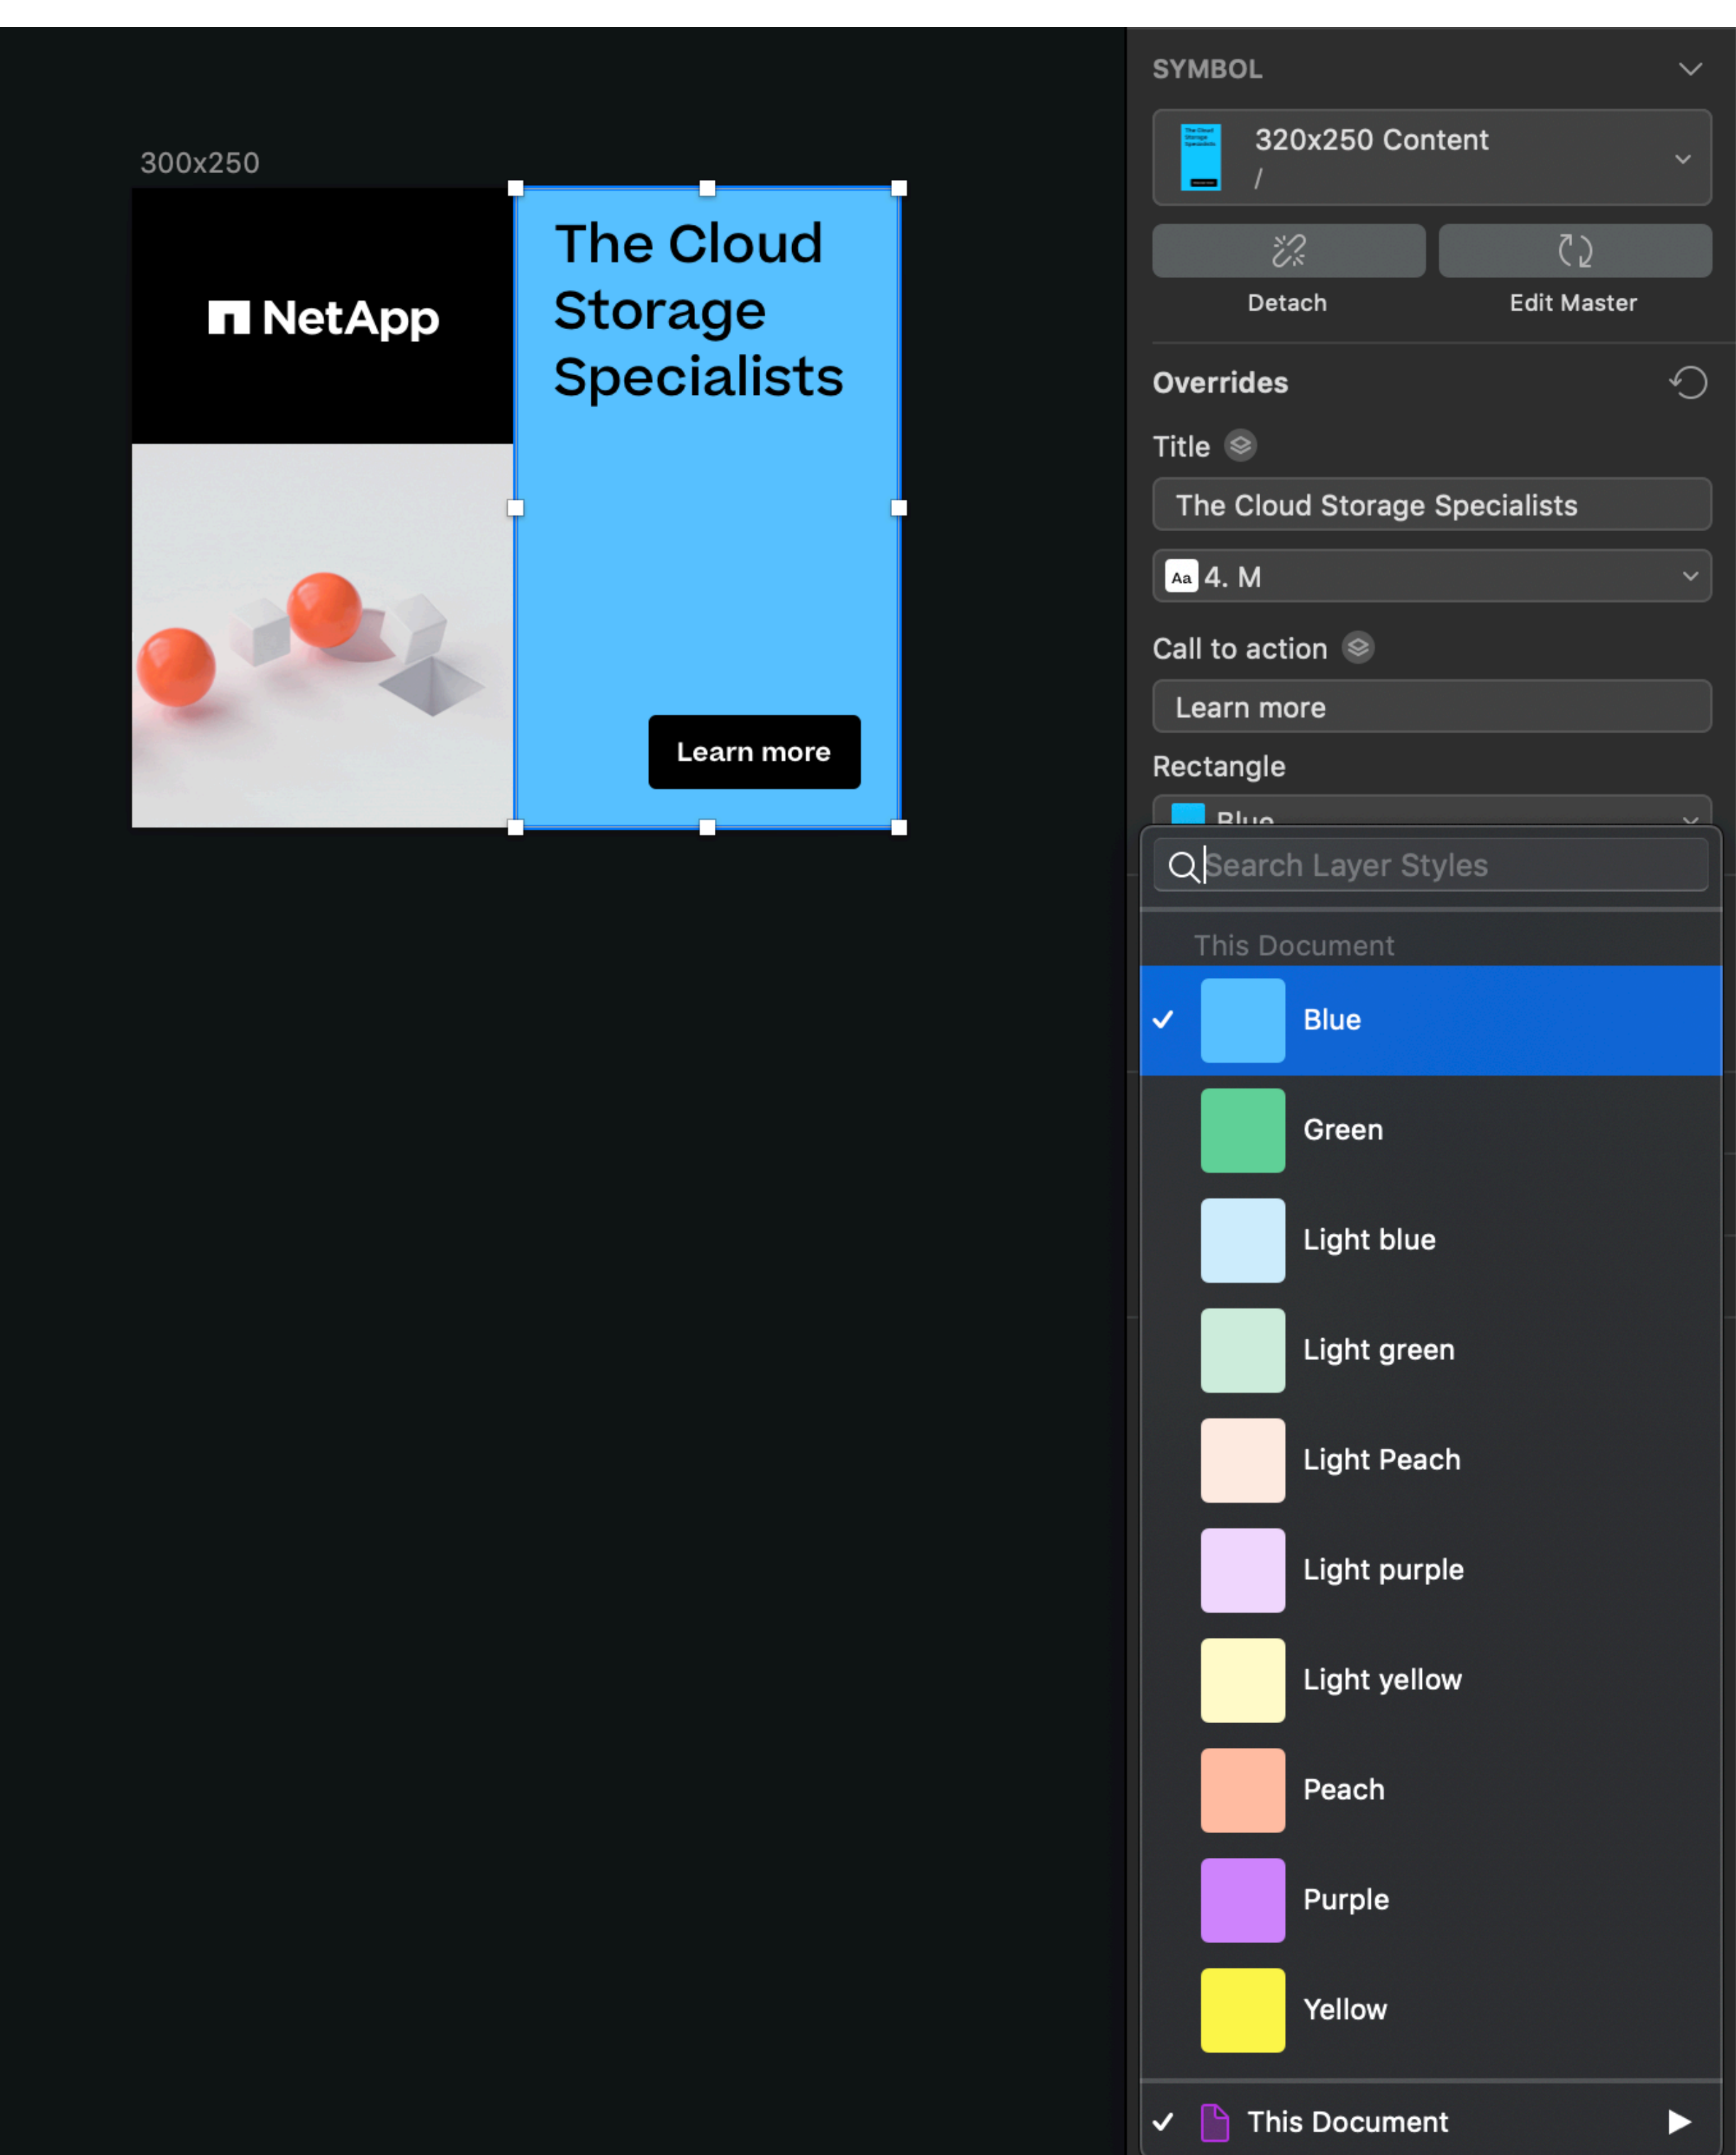 300x250
NetApp
The Cloud
Storage
Specialists
Learn more
SYMBOL
320x250 Content
/
Detach
Edit Master
Overrides
Title
The Cloud Storage Specialists
Aa 4. M
Call to action
Learn more
Rectangle
Blue
Search Layer Styles
This Document
Blue
Green
Light blue
Light green
Light Peach
Light purple
Light yellow
Peach
Purple
Yellow
This Document